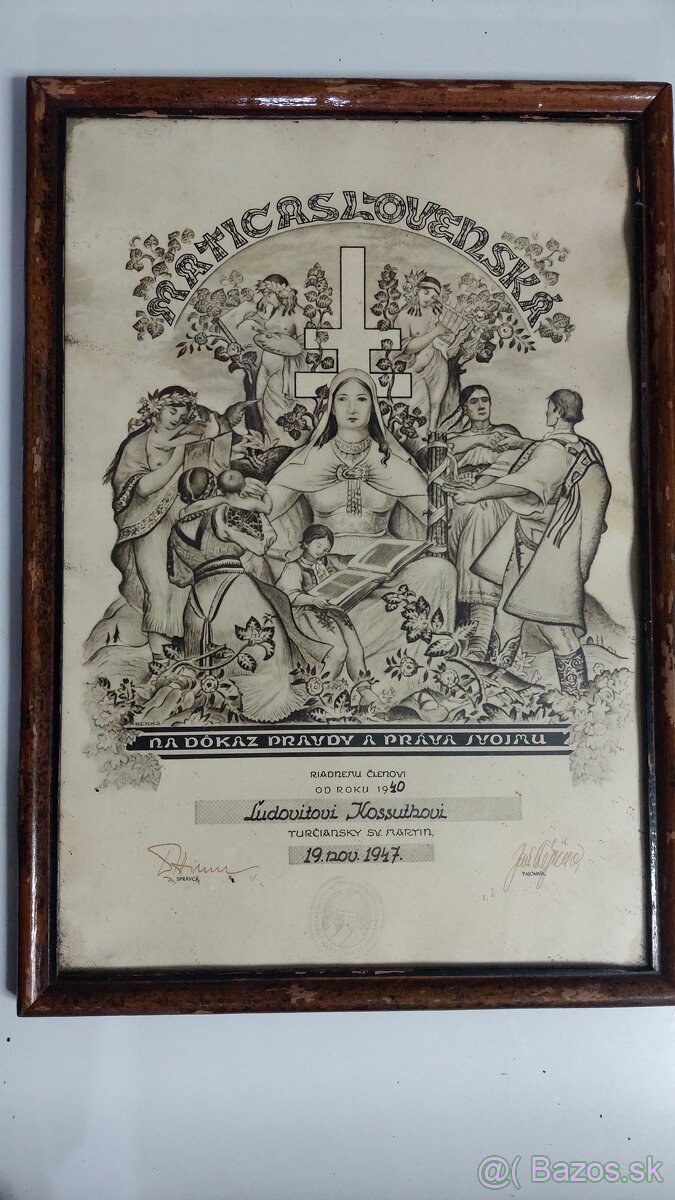 MATICA SLOVENSKÁ
BENKA
NA DÔKAZ PRAVDY A PRÁVA SVOJMU
RIADNEMU ČLENOVI
OD ROKU 1940
Ľudovítovi Kossuthovi
TURČIANSKY SV. MARTIN,
19. nov. 1947.
SPRÁVCA
TAJOMNÍK
@( Bazos.sk